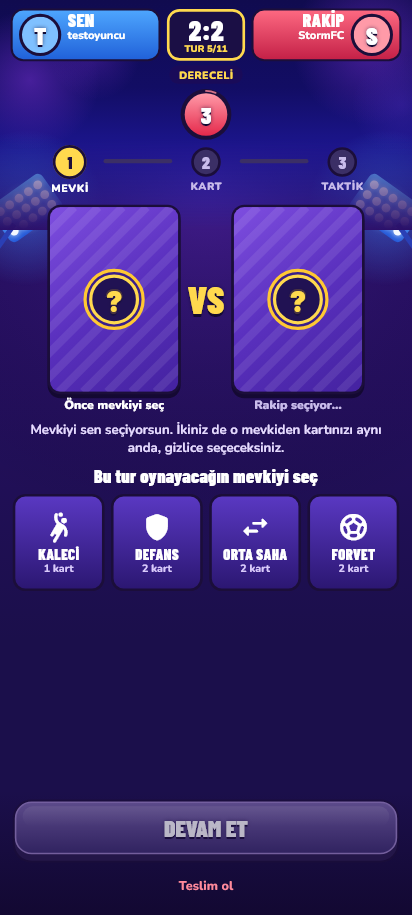 T
SEN
testoyuncu
2:2
TUR 5/11
RAKİP
StormFC
S
DERECELİ
3
1
2
3
MEVKİ
KART
TAKTİK
?
VS
?
Önce mevkiyi seç
Rakip seçiyor...
Mevkiyi sen seçiyorsun. İkiniz de o mevkiden kartınızı aynı
anda, gizlice seçeceksiniz.
Bu tur oynayacağın mevkiyi seç
KALECİ
1 kart
DEFANS
2 kart
ORTA SAHA
2 kart
FORVET
2 kart
DEVAM ET
Teslim ol